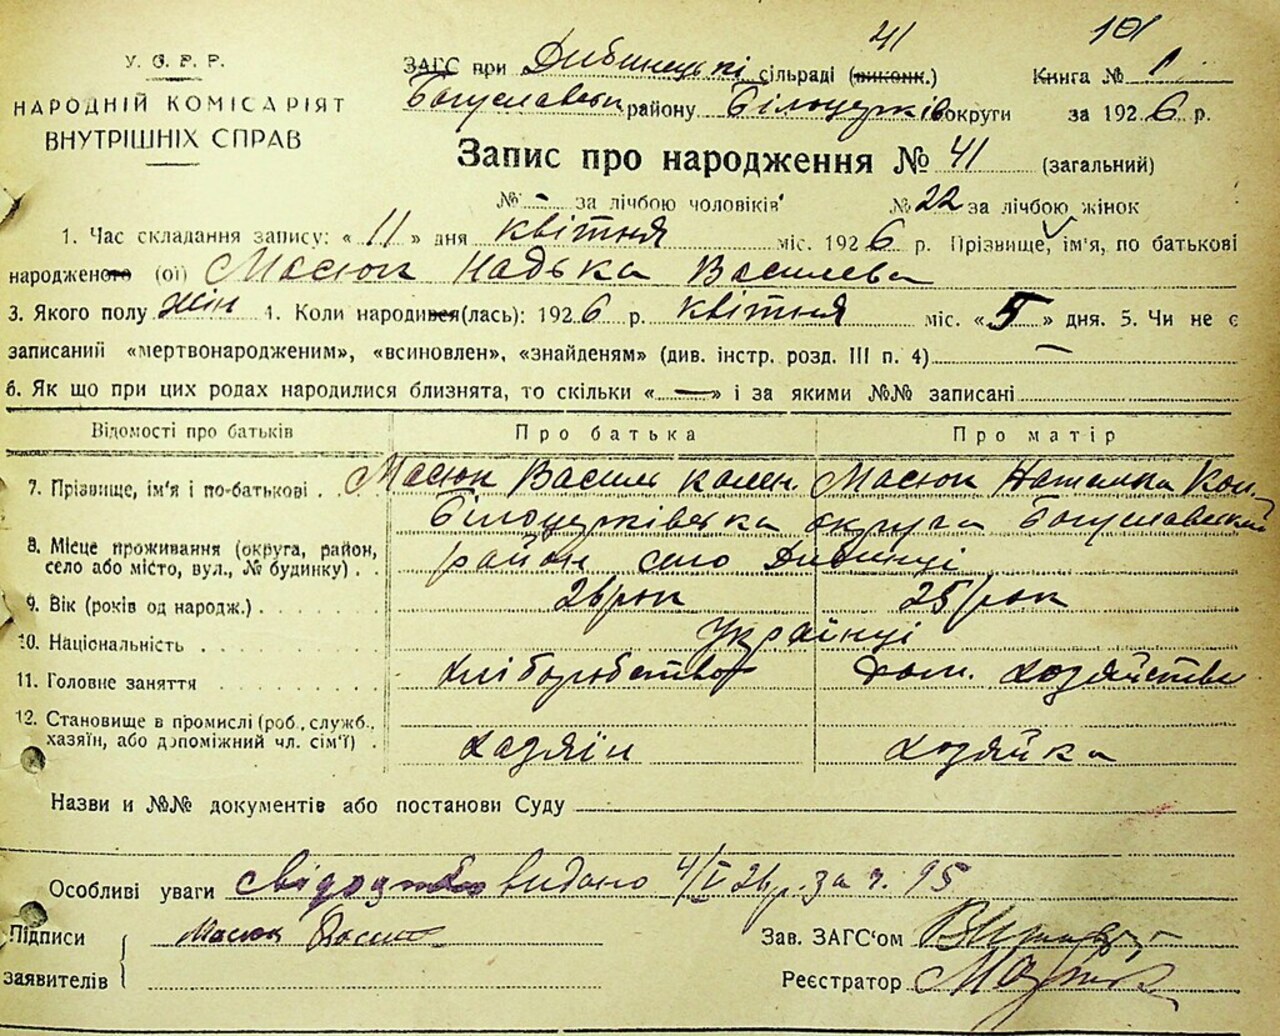 41 101
У. С. Р. Р.
НАРОДНІЙ КОМІСАРІЯТ
ВНУТРІШНІХ СПРАВ
ЗАГС при Дибинецькі сільраді (виконк.) Книга № 1
Богуславськ району Білоцерків округи за 1926 р.
Запис про народження № 41 (загальний)
№ - за лічбою чоловіків № 22 за лічбою жінок
1. Час складання запису: « 11 » дня квітня міс. 1926 р. Прізвище, ім'я, по батькові
народженого (ої) Масюк Надька Василева
3. Якого полу жін 4. Коли народився(лась): 1926 р. квітня міс. « 5 » дня. 5. Чи не є
записаний «мертвонародженим», «всиновлен», «знайденям» (див. інстр. розд. III п. 4) —
6. Як що при цих родах народилися близнята, то скільки « — » і за якими №№ записані
Відомості про батьків Про батька Про матір
7. Прізвище, ім'я і по-батькові Масюк Василь Масюк Наталка
Білоцерківська округа Богуславський
8. Місце проживання (округа, район,
село або місто, вул., № будинку) район село Дибинці
9. Вік (років од народж.) 26 рок 25 рок
10. Національність Українці
11. Головне заняття хліборобство дом. хозяйство
12. Становище в промислі (роб., служб.,
хазяїн, або допоміжний чл. сім'ї) хазяїн хозяйка
Назви и №№ документів або постанови Суду
Особливі уваги свідоцтво видано 4/V 26 р. за ч. 95
Підписи Масюк Зав. ЗАГС'ом
заявителів Реєстратор